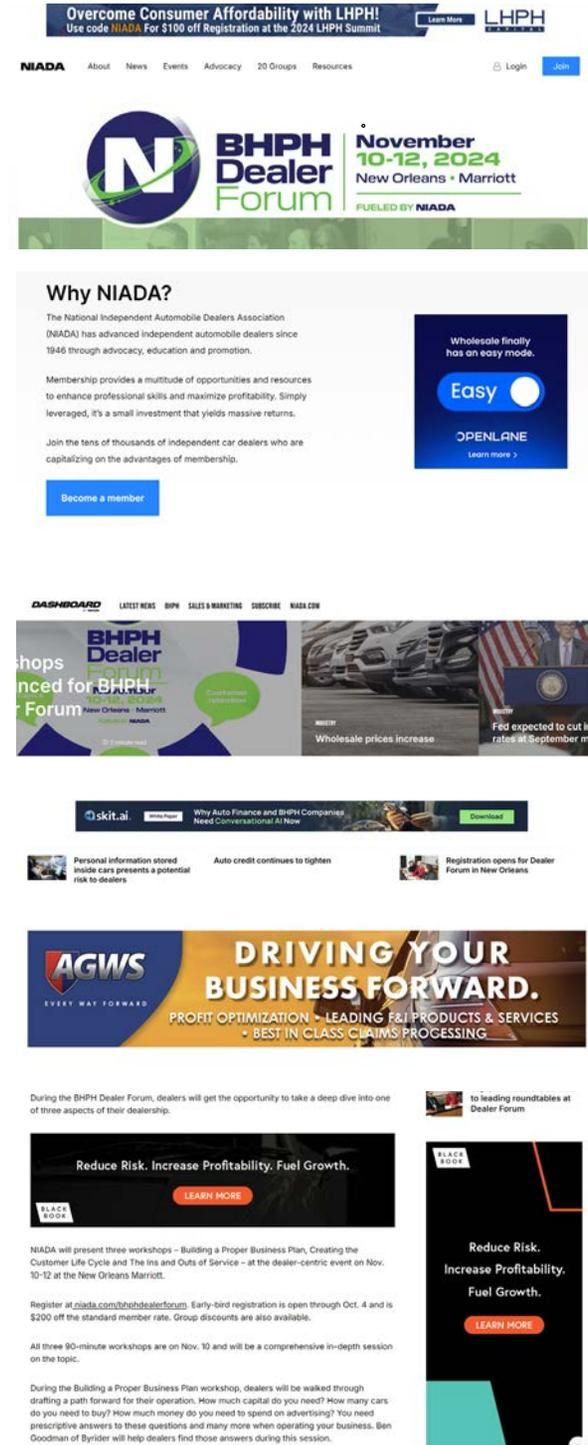 Overcome Consumer Affordability with LHPH!
Use code NIADA For $100 off Registration at the 2024 LHPH Summit
Learn More
LHPH
CAPITAL
NIADA
About News Events Advocacy 20 Groups Resources
Login
Join
N
BHPH
Dealer
Forum
November
10-12, 2024
New Orleans • Marriott
FUELED BY NIADA
Why NIADA?
The National Independent Automobile Dealers Association
(NIADA) has advanced independent automobile dealers since
1946 through advocacy, education and promotion.
Membership provides a multitude of opportunities and resources
to enhance professional skills and maximize profitability. Simply
leveraged, it's a small investment that yields massive returns.
Join the tens of thousands of independent car dealers who are
capitalizing on the advantages of membership.
Become a member
Wholesale finally
has an easy mode.
Easy
OPENLANE
Learn more >
DASHBOARD
LATEST NEWS BHPH SALES & MARKETING SUBSCRIBE NIADA.COM
BHPH
Dealer
Forum
November
10-12, 2024
New Orleans • Marriott
FUELED BY NIADA
shops
nced for BHPH
r Forum
2 minute read
Customer
retention
INDUSTRY
Wholesale prices increase
INDUSTRY
Fed expected to cut i
rates at September m
skit.ai
White Paper
Why Auto Finance and BHPH Companies
Need Conversational AI Now
Download
Personal information stored
inside cars presents a potential
risk to dealers
Auto credit continues to tighten
Registration opens for Dealer
Forum in New Orleans
AGWS
EVERY WAY FORWARD
DRIVING YOUR
BUSINESS FORWARD.
PROFIT OPTIMIZATION • LEADING F&I PRODUCTS & SERVICES
• BEST IN CLASS CLAIMS PROCESSING
During the BHPH Dealer Forum, dealers will get the opportunity to take a deep dive into one
of three aspects of their dealership.
Reduce Risk. Increase Profitability. Fuel Growth.
LEARN MORE
BLACK
BOOK
NIADA will present three workshops – Building a Proper Business Plan, Creating the
Customer Life Cycle and The Ins and Outs of Service – at the dealer-centric event on Nov.
10-12 at the New Orleans Marriott.
Register at niada.com/bhphdealerforum. Early-bird registration is open through Oct. 4 and is
$200 off the standard member rate. Group discounts are also available.
All three 90-minute workshops are on Nov. 10 and will be a comprehensive in-depth session
on the topic.
During the Building a Proper Business Plan workshop, dealers will be walked through
drafting a path forward for their operation. How much capital do you need? How many cars
do you need to buy? How much money do you need to spend on advertising? You need
prescriptive answers to these questions and many more when operating your business. Ben
Goodman of Byrider will help dealers find those answers during this session.
to leading roundtables at
Dealer Forum
BLACK
BOOK
Reduce Risk.
Increase Profitability.
Fuel Growth.
LEARN MORE